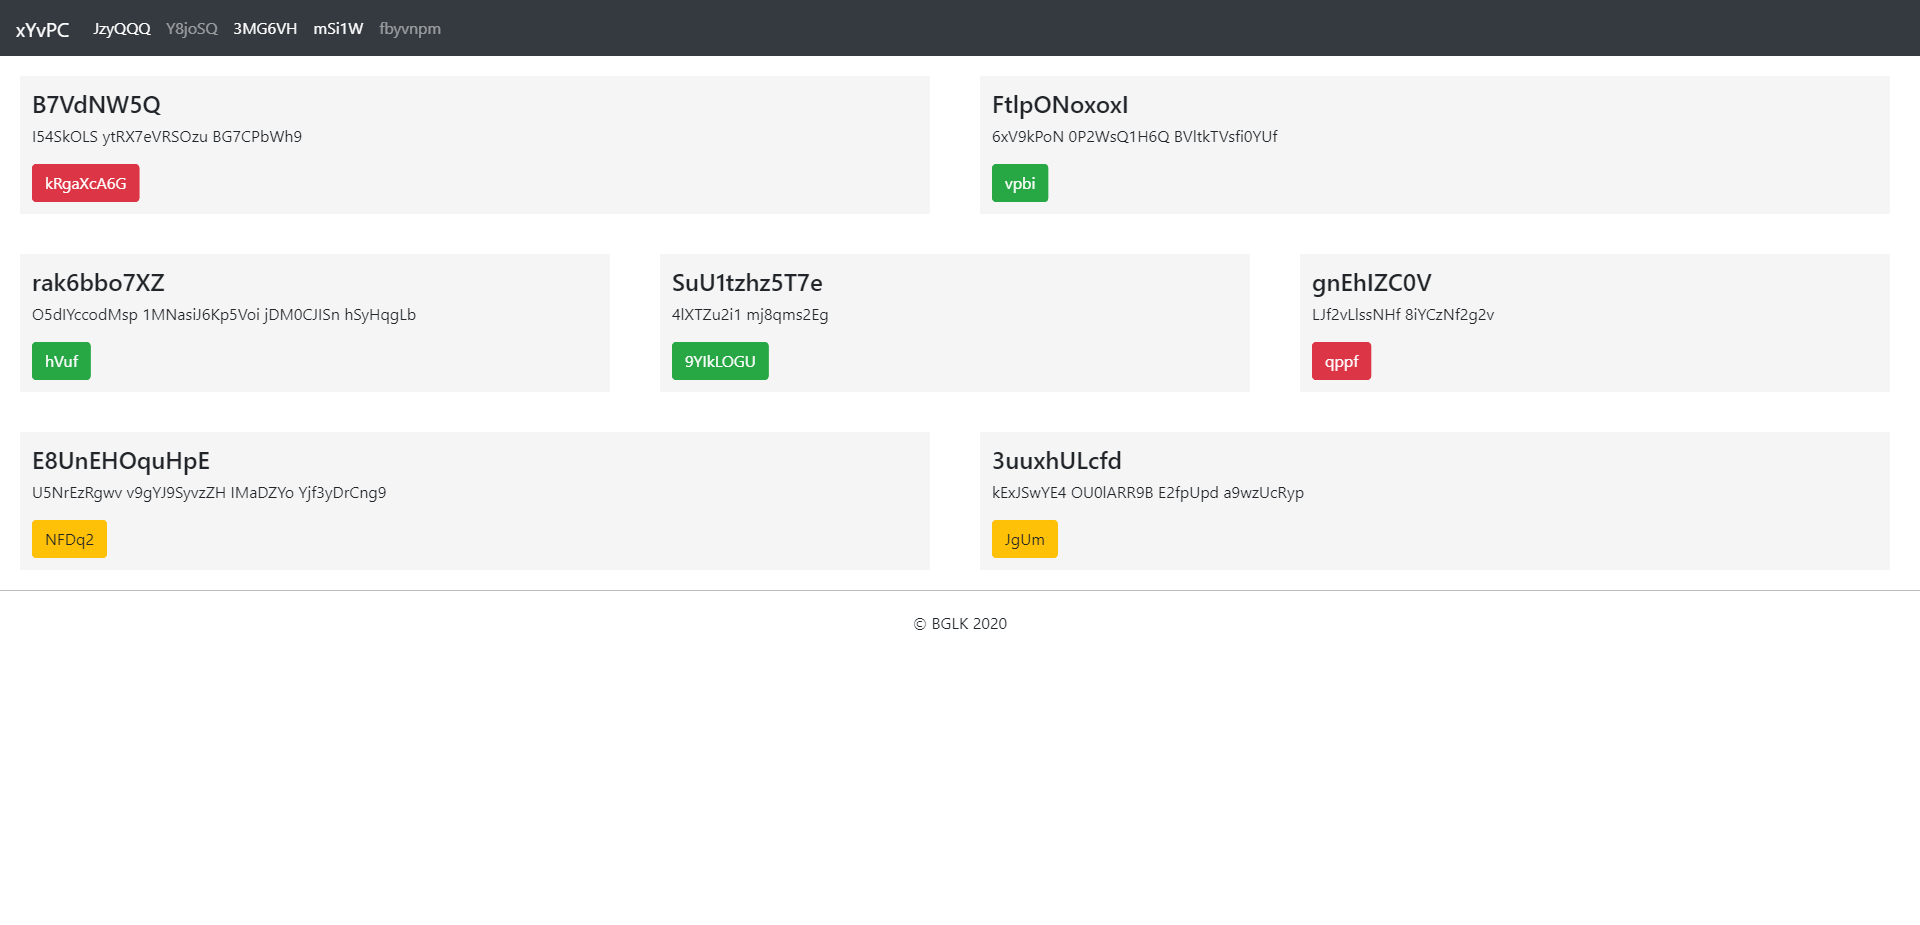 xYvPC JzyQQQ Y8joSQ 3MG6VH mSi1W fbyvnpm
B7VdNW5Q
I54SkOLS ytRX7eVRSOzu BG7CPbWh9
kRgaXcA6G
FtlpONoxoxI
6xV9kPoN 0P2WsQ1H6Q BVltkTVsfi0YUf
vpbi
rak6bbo7XZ
O5dIYccodMsp 1MNasiJ6Kp5Voi jDM0CJISn hSyHqgLb
hVuf
SuU1tzhz5T7e
4lXTZu2i1 mj8qms2Eg
9YIkLOGU
gnEhIZC0V
LJf2vLlssNHf 8iYCzNf2g2v
qppf
E8UnEHOquHpE
U5NrEzRgwv v9gYJ9SyvzZH IMaDZYo Yjf3yDrCng9
NFDq2
3uuxhULcfd
kExJSwYE4 OU0lARR9B E2fpUpd a9wzUcRyp
JgUm
© BGLK 2020